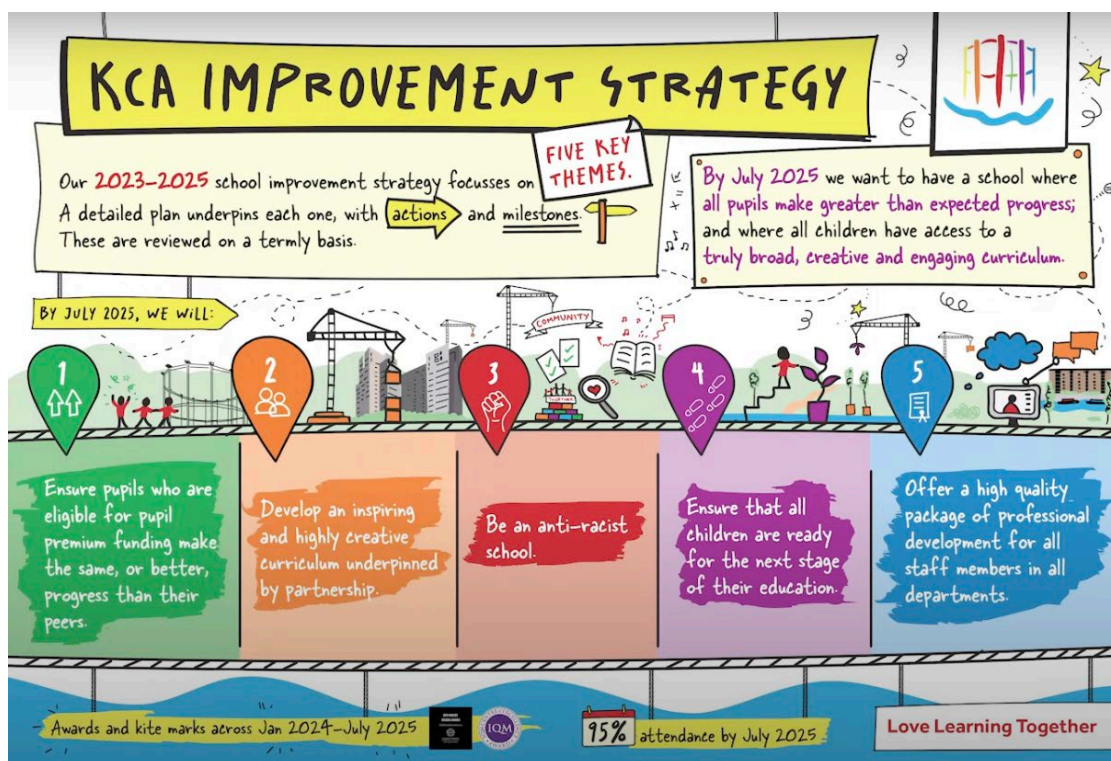 KCA IMPROVEMENT STRATEGY
Our 2023-2025 school improvement strategy focusses on
FIVE KEY
THEMES.
A detailed plan underpins each one, with actions and milestones.
These are reviewed on a termly basis.
By July 2025 we want to have a school where
all pupils make greater than expected progress;
and where all children have access to a
truly broad, creative and engaging curriculum.
BY JULY 2025, WE WILL:
COMMUNITY
TOGETHER
1
Ensure pupils who are
eligible for pupil
premium funding make
the same, or better,
progress than their
peers.
2
Develop an inspiring
and highly creative
curriculum underpinned
by partnership.
3
Be an anti-racist
school.
4
Ensure that all
children are ready
for the next stage
of their education.
5
Offer a high quality
package of professional
development for all
staff members in all
departments.
Awards and kite marks across Jan 2024-July 2025
IQM
95% attendance by July 2025
Love Learning Together